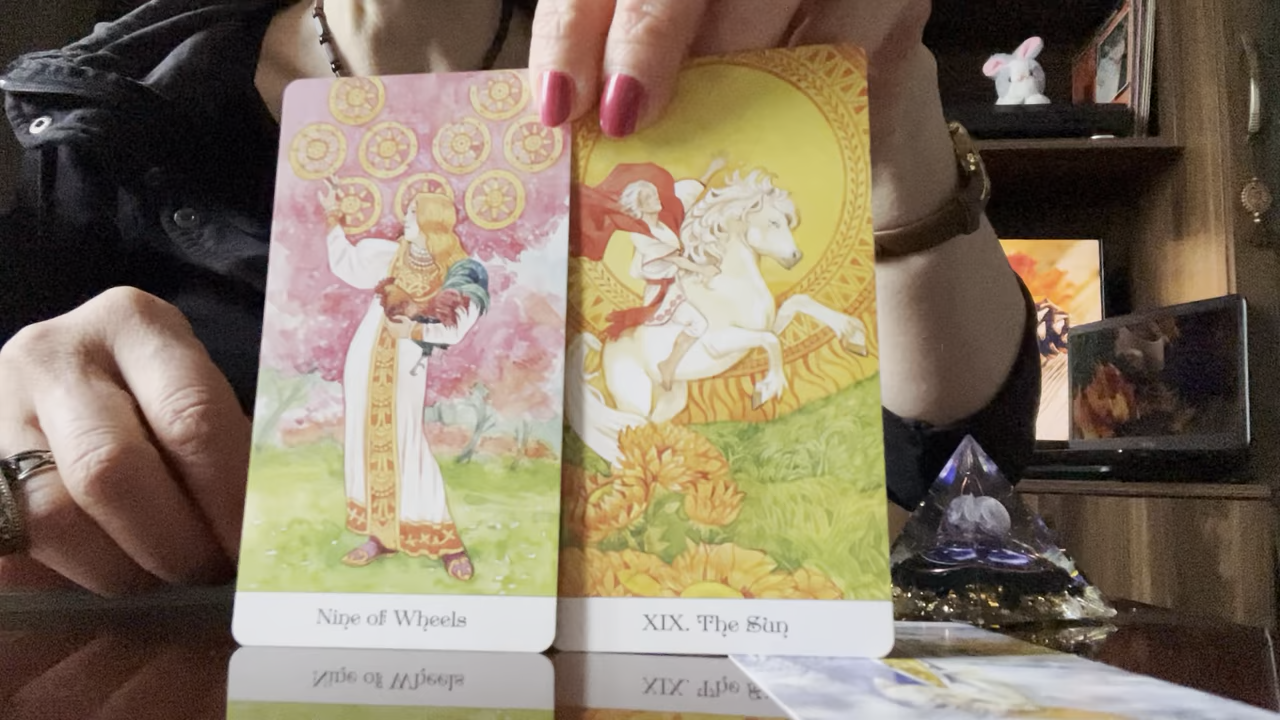 Nine of Wheels
XIX. The Sun